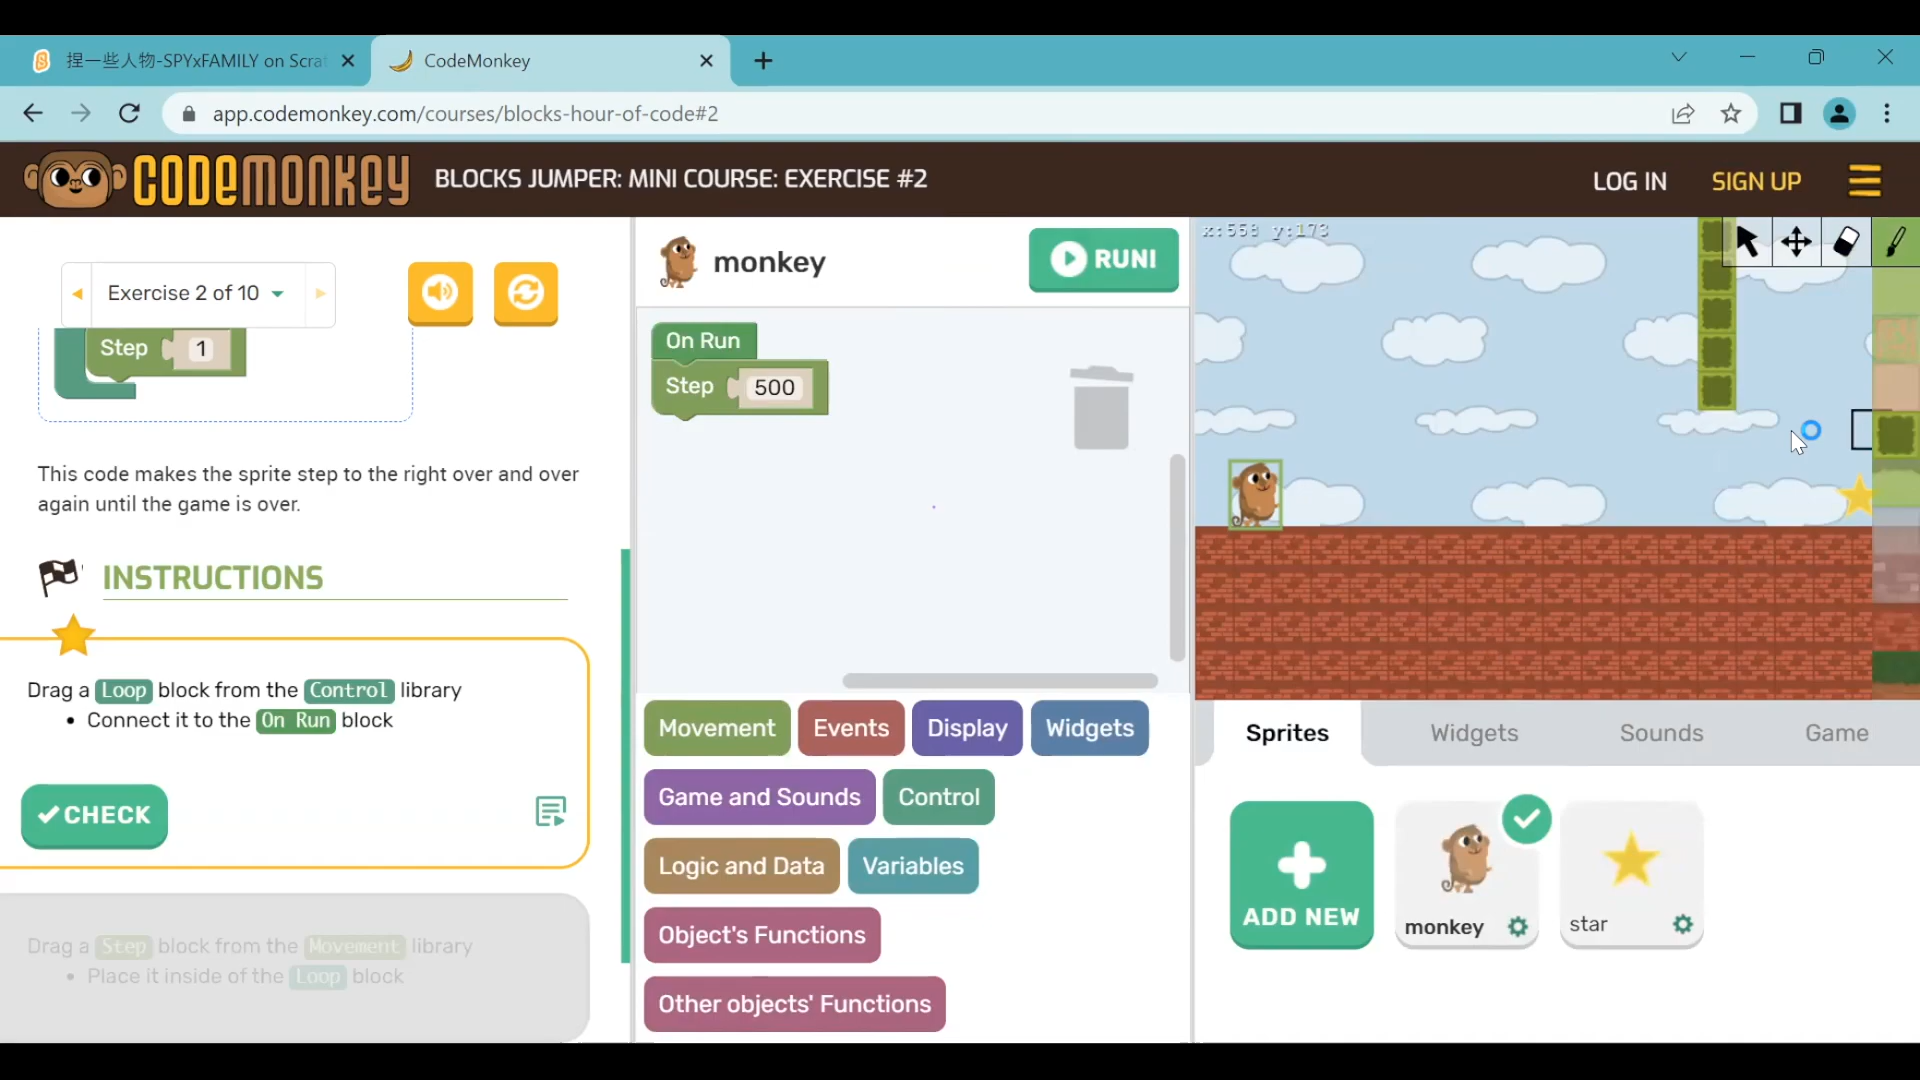 捏一些人物-SPYxFAMILY on Scrat
CodeMonkey
app.codemonkey.com/courses/blocks-hour-of-code#2
CODEMONKEY
BLOCKS JUMPER: MINI COURSE: EXERCISE #2
LOG IN
SIGN UP
Exercise 2 of 10
Step 1
This code makes the sprite step to the right over and over
again until the game is over.
INSTRUCTIONS
Drag a Loop block from the Control library
• Connect it to the On Run block
CHECK
Drag a Step block from the Movement library
• Place it inside of the Loop block
monkey
RUN!
On Run
Step 500
Movement
Events
Display
Widgets
Game and Sounds
Control
Logic and Data
Variables
Object's Functions
Other objects' Functions
x:558 y:173
Sprites
Widgets
Sounds
Game
ADD NEW
monkey
star